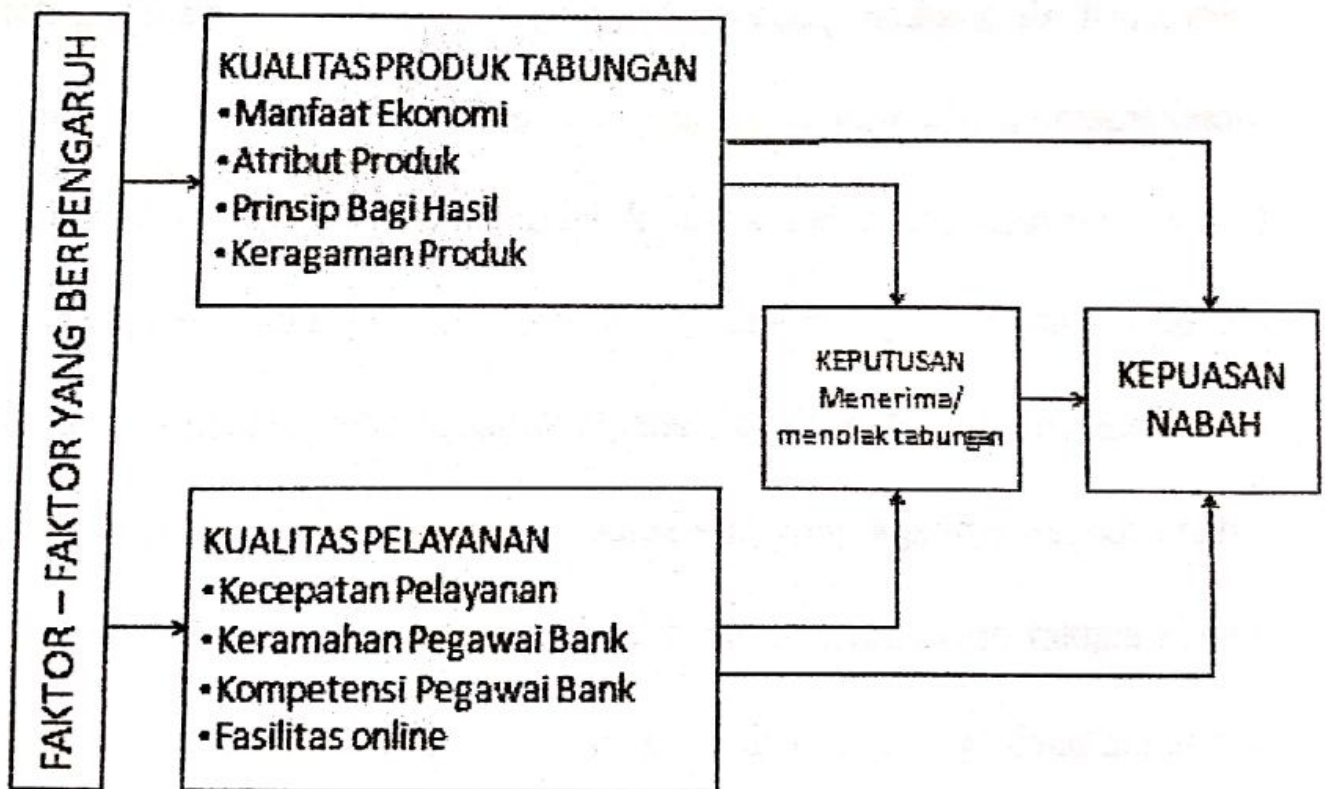 FAKTOR – FAKTOR YANG BERPENGARUH
KUALITAS PRODUK TABUNGAN
•Manfaat Ekonomi
•Atribut Produk
•Prinsip Bagi Hasil
•Keragaman Produk
KEPUTUSAN
Menerima/
menolak tabungan
KEPUASAN
NABAH
KUALITAS PELAYANAN
•Kecepatan Pelayanan
•Keramahan Pegawai Bank
•Kompetensi Pegawai Bank
•Fasilitas online